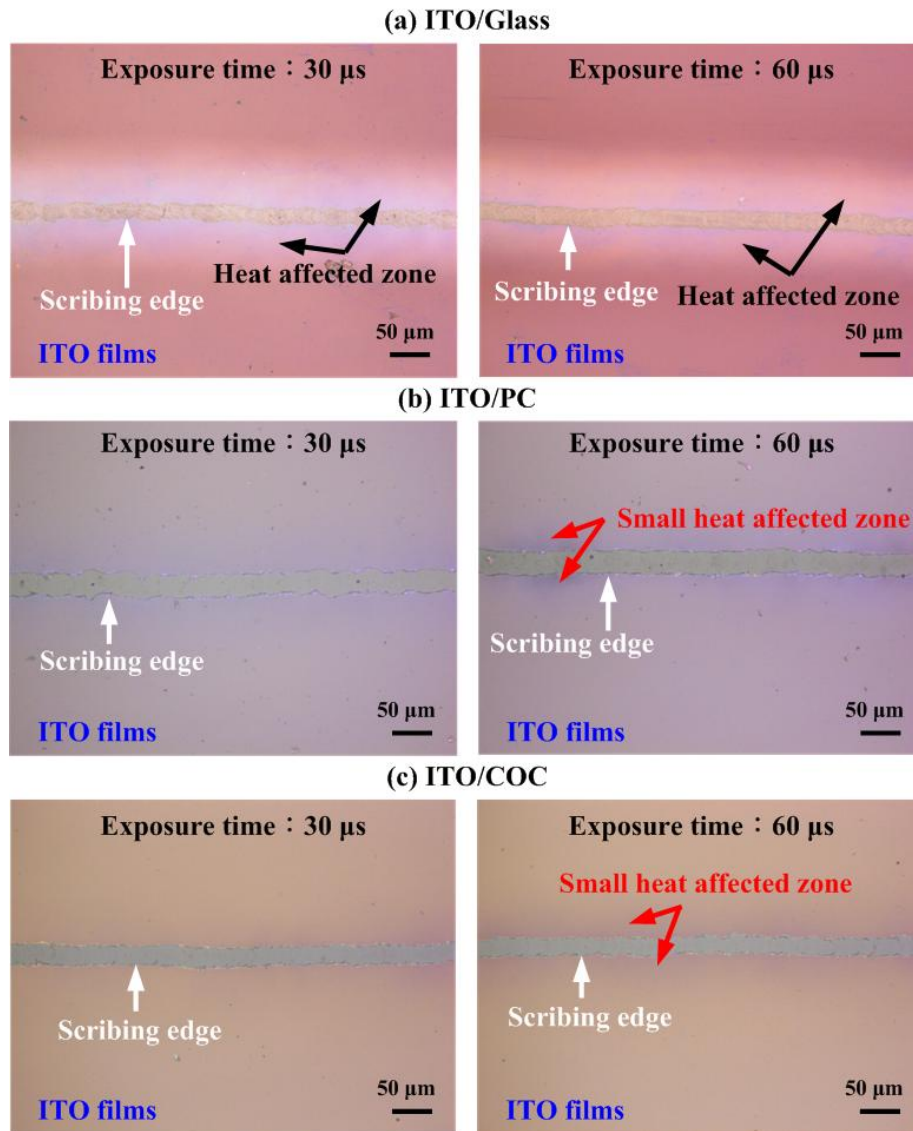 (a) ITO/Glass
Exposure time：30 μs
Heat affected zone
Scribing edge
50 μm
ITO films
Exposure time：60 μs
Scribing edge
Heat affected zone
50 μm
ITO films
(b) ITO/PC
Exposure time：30 μs
Scribing edge
50 μm
ITO films
Exposure time：60 μs
Small heat affected zone
Scribing edge
50 μm
ITO films
(c) ITO/COC
Exposure time：30 μs
Scribing edge
50 μm
ITO films
Exposure time：60 μs
Small heat affected zone
Scribing edge
50 μm
ITO films